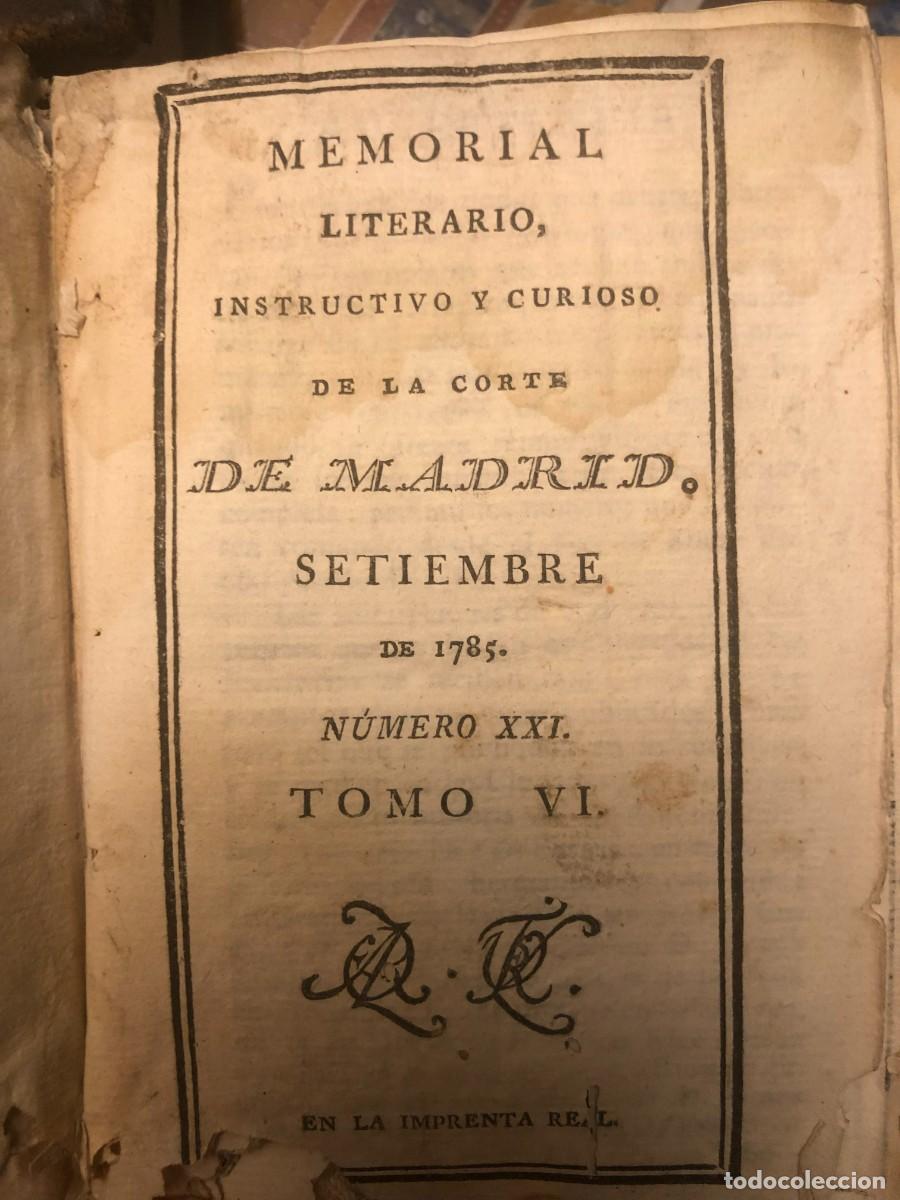 MEMORIAL
LITERARIO,
INSTRUCTIVO Y CURIOSO
DE LA CORTE
DE MADRID.
SETIEMBRE
DE 1785.
NÚMERO XXI.
TOMO VI.
EN LA IMPRENTA REAL.
todocoleccion